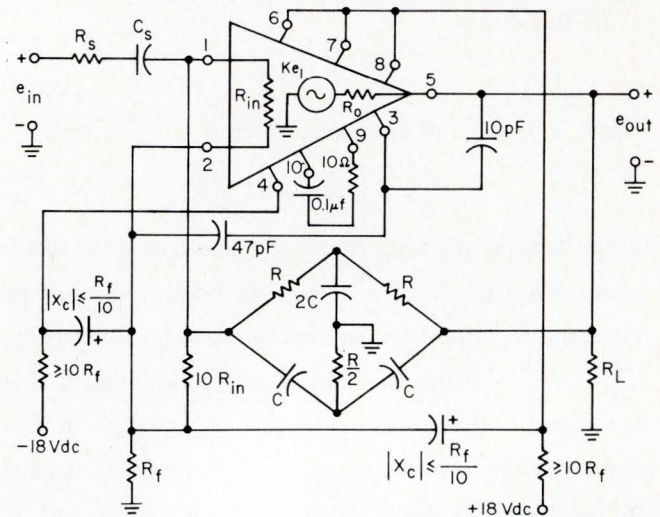 6
R_s
C_s
1
7
8
+
e_in
-
R_in
Ke_1
R_o
5
+
e_out
-
2
3
10pF
9
10
10Ω
4
0.1μf
47pF
R
R
2C
|X_c| ≤ R_f/10
+
≥10 R_f
10 R_in
R/2
C
C
R_L
-18 Vdc
+
R_f
|X_c| ≤ R_f/10
≥10 R_f
+18 Vdc